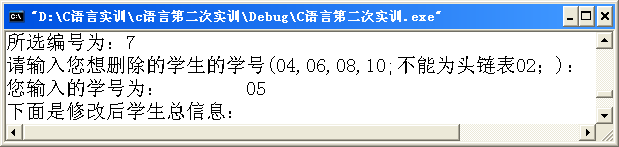 "D:\C语言实训\c语言第二次实训\Debug\C语言第二次实训.exe"
所选编号为：7
请输入您想删除的学生的学号(04,06,08,10,不能为头链表02；)：
您输入的学号为：        05
下面是修改后学生总信息：